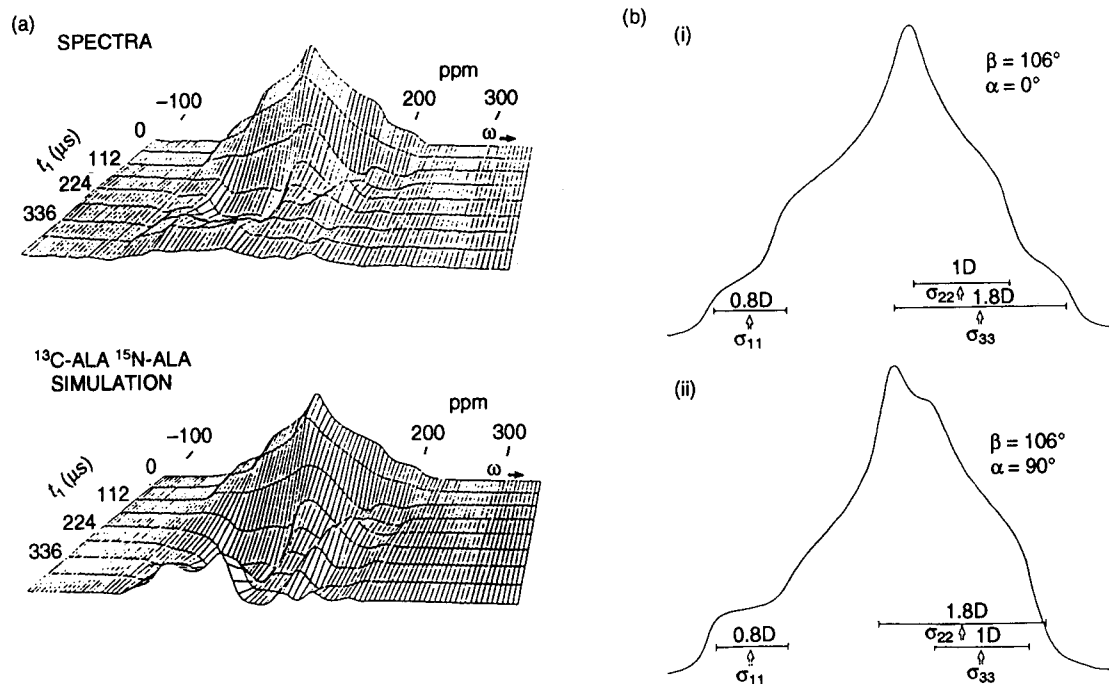 (a)
SPECTRA
ppm
-100
200
300
0
112
224
336
t₁ (μs)
ω →
¹³C-ALA ¹⁵N-ALA
SIMULATION
ppm
-100
200
300
0
112
224
336
t₁ (μs)
ω →
(b)
(i)
β = 106°
α = 0°
1D
0.8D
σ₂₂
1.8D
σ₁₁
σ₃₃
(ii)
β = 106°
α = 90°
1.8D
0.8D
σ₂₂
1D
σ₁₁
σ₃₃